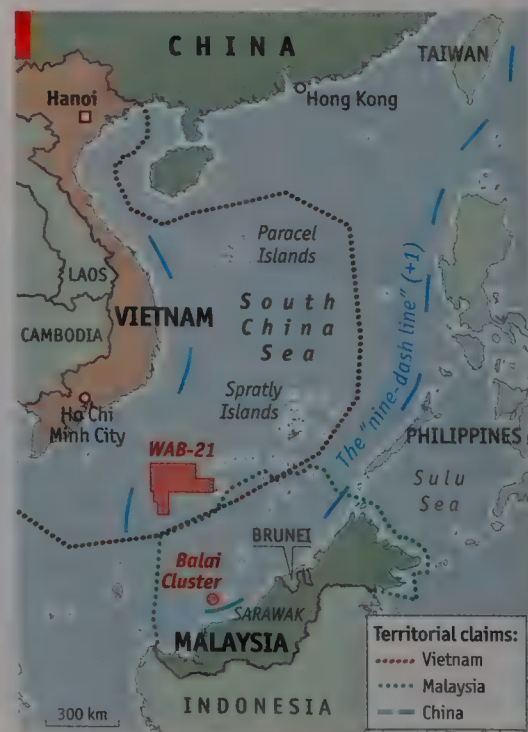 CHINA
TAIWAN
Hanoi
Hong Kong
Paracel
Islands
LAOS
South
China
Sea
VIETNAM
CAMBODIA
The "nine-dash line" (+1)
Spratly
Islands
Ho Chi
Minh City
PHILIPPINES
WAB-21
Sulu
Sea
BRUNEI
Balai
Cluster
SARAWAK
MALAYSIA
INDONESIA
300 km
Territorial claims:
Vietnam
Malaysia
China